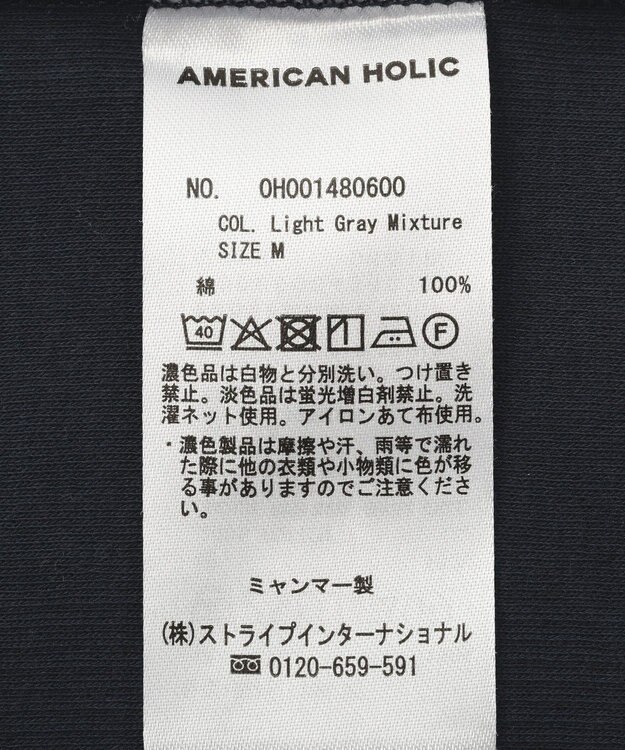 AMERICAN HOLIC
NO. OH001480600
COL. Light Gray Mixture
SIZE M
綿 100%
40 F
濃色品は白物と分別洗い。つけ置き
禁止。淡色品は蛍光増白剤禁止。洗
濯ネット使用。アイロンあて布使用。
・濃色製品は摩擦や汗、雨等で濡れ
た際に他の衣類や小物類に色が移
る事がありますのでご注意くださ
い。
ミャンマー製
(株)ストライプインターナショナル
0120-659-591